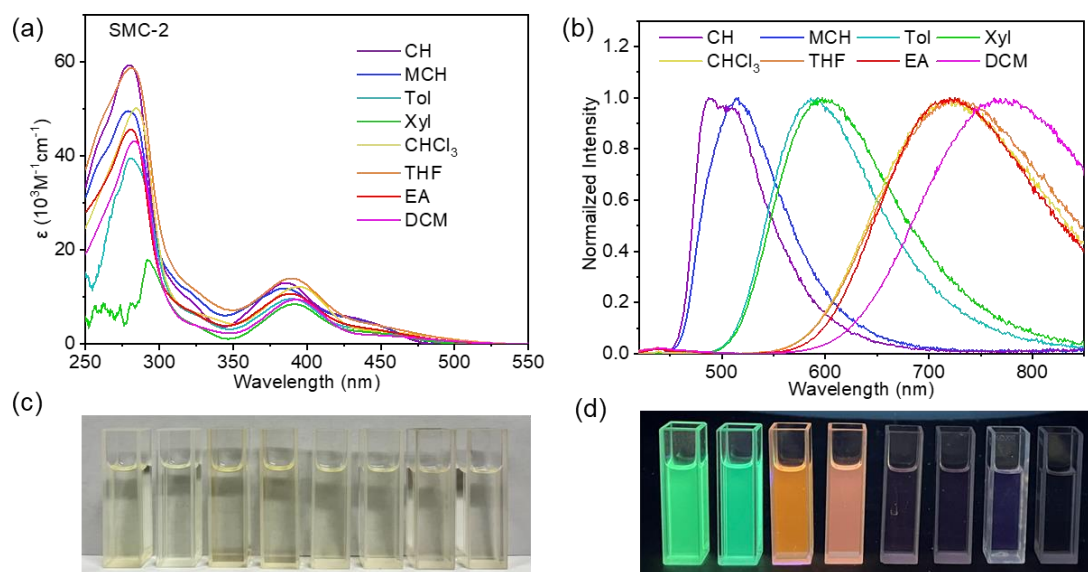 (a)
SMC-2
CH
MCH
Tol
Xyl
CHCl₃
THF
EA
DCM
ε (10³M⁻¹cm⁻¹)
60
40
20
0
250 300 350 400 450 500 550
Wavelength (nm)
(b)
CH MCH Tol Xyl
CHCl₃ THF EA DCM
Normailzed Intensity
1.2
1.0
0.8
0.6
0.4
0.2
0.0
500 600 700 800
Wavelength (nm)
(c)
(d)